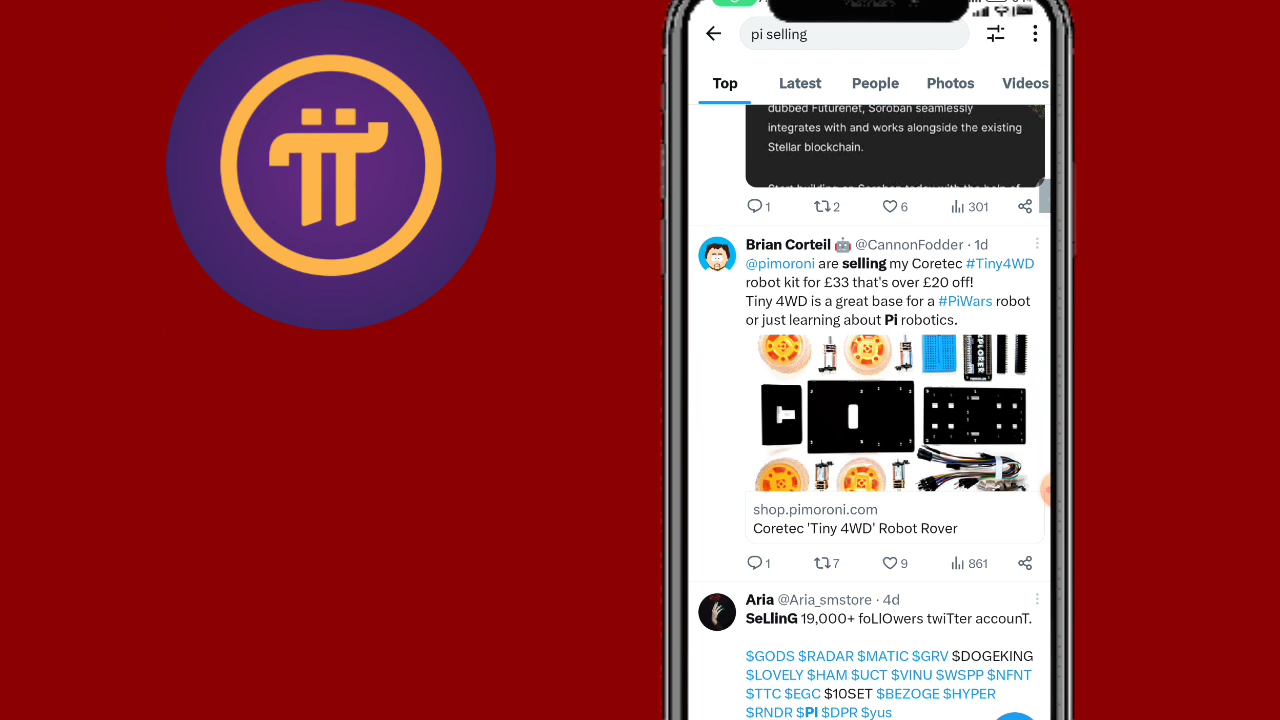 pi selling
Top Latest People Photos Videos
dubbed Futurenet, Soroban seamlessly
integrates with and works alongside the existing
Stellar blockchain.
1 2 6 301
Brian Corteil 🤖 @CannonFodder · 1d
@pimoroni are selling my Coretec #Tiny4WD
robot kit for £33 that's over £20 off!
Tiny 4WD is a great base for a #PiWars robot
or just learning about Pi robotics.
shop.pimoroni.com
Coretec 'Tiny 4WD' Robot Rover
1 7 9 861
Aria @Aria_smstore · 4d
SeLlinG 19,000+ foLlOwers twiTter accounT.
$GODS $RADAR $MATIC $GRV $DOGEKING
$LOVELY $HAM $UCT $VINU $WSPP $NFNT
$TTC $EGC $10SET $BEZOGE $HYPER
$RNDR $PI $DPR $yus